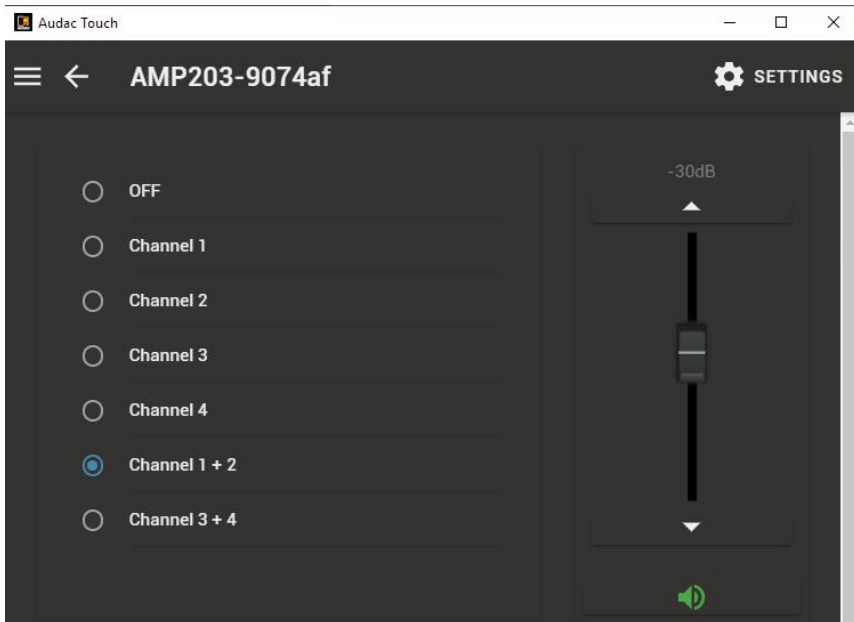 Audac Touch
AMP203-9074af
SETTINGS
OFF
Channel 1
Channel 2
Channel 3
Channel 4
Channel 1 + 2
Channel 3 + 4
-30dB